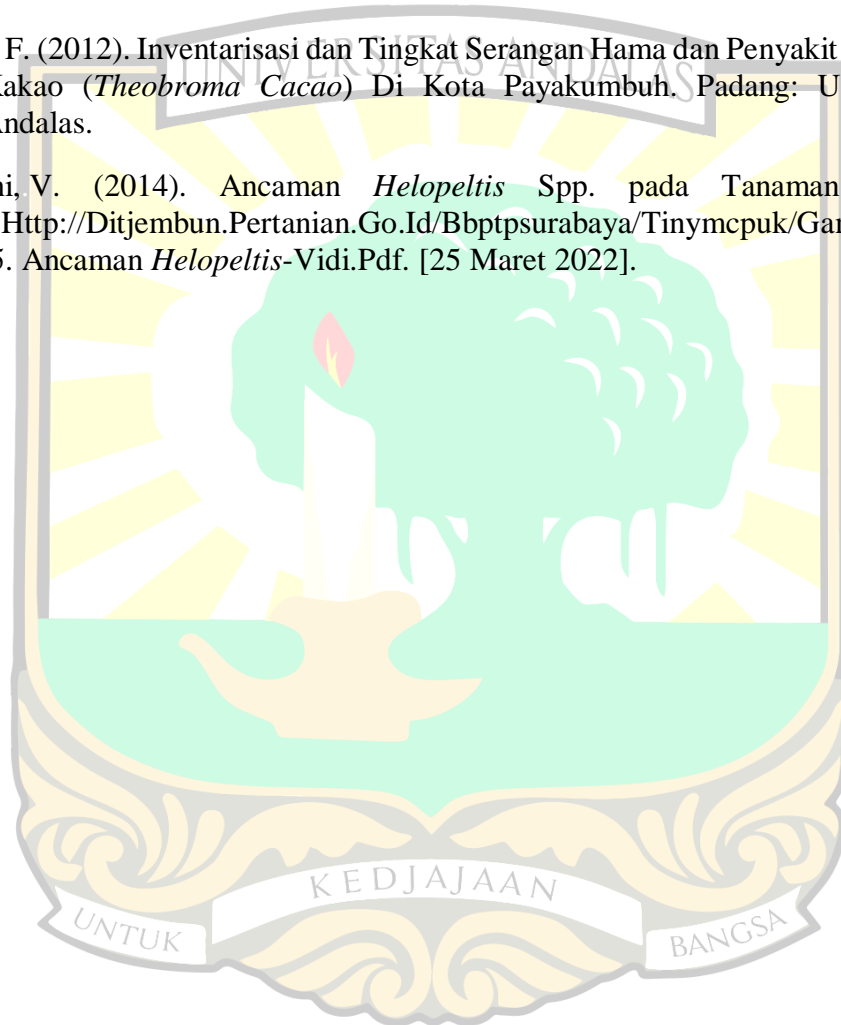 F. (2012). Inventarisasi dan Tingkat Serangan Hama dan Penyakit
Kakao (Theobroma Cacao) Di Kota Payakumbuh. Padang: U
Andalas.
ni, V. (2014). Ancaman Helopeltis Spp. pada Tanaman
Http://Ditjembun.Pertanian.Go.Id/Bbptpsurabaya/Tinymcpuk/Gar
5. Ancaman Helopeltis-Vidi.Pdf. [25 Maret 2022].
UNIVERSITAS ANDALAS
KEDJAJAAN
UNTUK
BANGSA